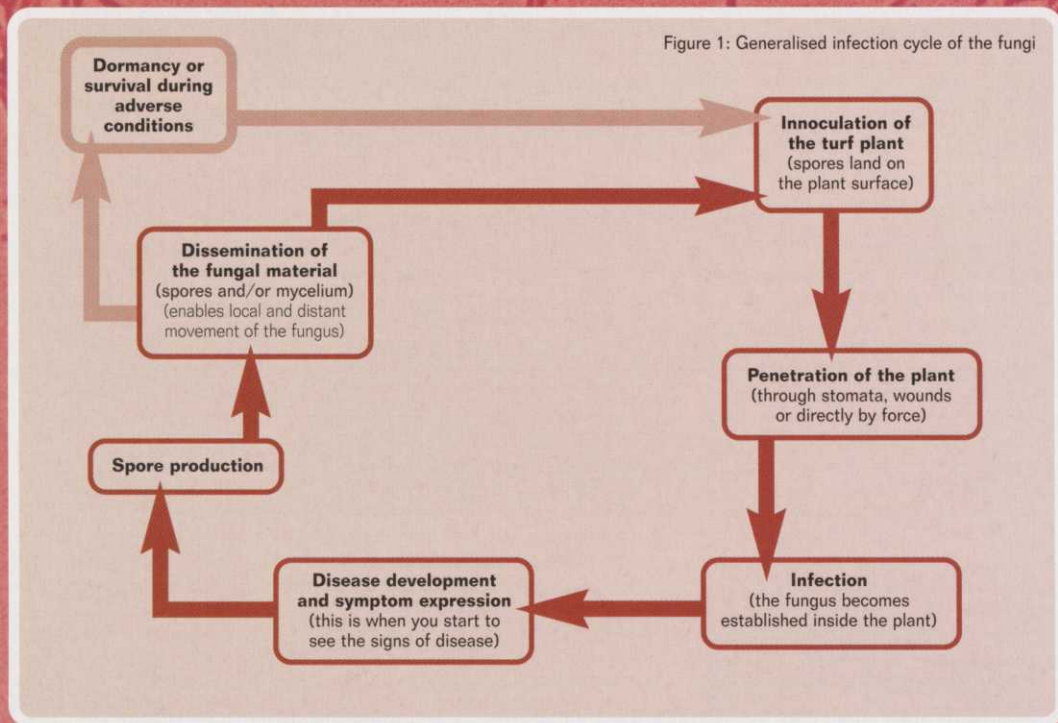 Figure 1: Generalised infection cycle of the fungi
Dormancy or
survival during
adverse
conditions
Innoculation of
the turf plant
(spores land on
the plant surface)
Dissemination of
the fungal material
(spores and/or mycelium)
(enables local and distant
movement of the fungus)
Penetration of the plant
(through stomata, wounds
or directly by force)
Spore production
Disease development
and symptom expression
(this is when you start to
see the signs of disease)
Infection
(the fungus becomes
established inside the plant)